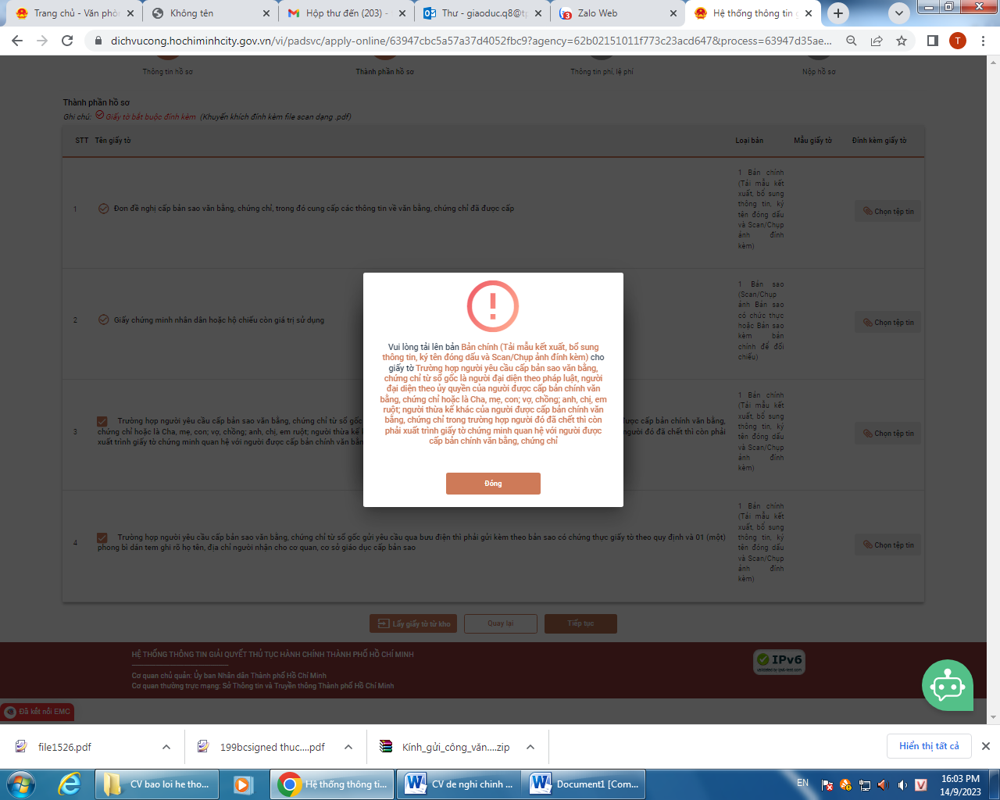 Trang chủ - Văn phòn
Không tên
Hộp thư đến (203) -
Thư - giaoduc.q8@tp
Zalo Web
Hệ thống thông tin g
dichvucong.hochiminhcity.gov.vn/vi/padsvc/apply-online/63947cbc5a57a37d4052fbc9?agency=62b02151011f773c23acd647&process=63947d35ae...
T
Thông tin hồ sơ
Thành phần hồ sơ
Thông tin phí, lệ phí
Nộp hồ sơ
Thành phần hồ sơ
Ghi chú: Giấy tờ bắt buộc đính kèm (Khuyến khích đính kèm file scan dạng .pdf)
STT Tên giấy tờ Loại bản Mẫu giấy tờ Đính kèm giấy tờ
1 Đơn đề nghị cấp bản sao văn bằng, chứng chỉ, trong đó cung cấp các thông tin về văn bằng, chứng chỉ đã được cấp
1 Bản chính
(Tải mẫu kết
xuất, bổ sung
thông tin, ký
tên đóng dấu
và Scan/Chụp
ảnh đính
kèm)
Chọn tệp tin
2 Giấy chứng minh nhân dân hoặc hộ chiếu còn giá trị sử dụng
1 Bản sao
(Scan/Chụp
ảnh Bản sao
có chức thực
hoặc Bản sao
kèm bản
chính để đối
chiếu)
Chọn tệp tin
3 Trường hợp người yêu cầu cấp bản sao văn bằng, chứng chỉ từ sổ gốc
được cấp bản chính văn bằng,
chứng chỉ hoặc là Cha, mẹ, con; vợ, chồng; anh, chị, em ruột; người thừa kế
người đó đã chết thì còn phải
xuất trình giấy tờ chứng minh quan hệ với người được cấp bản chính văn bằng
1 Bản chính
(Tải mẫu kết
xuất, bổ sung
thông tin, ký
tên đóng dấu
và Scan/Chụp
ảnh đính
kèm)
Chọn tệp tin
4 Trường hợp người yêu cầu cấp bản sao văn bằng, chứng chỉ từ sổ gốc gửi yêu cầu qua bưu điện thì phải gửi kèm theo bản sao có chứng thực giấy tờ theo quy định và 01 (một)
phong bì dán tem ghi rõ họ tên, địa chỉ người nhận cho cơ quan, cơ sở giáo dục cấp bản sao
1 Bản chính
(Tải mẫu kết
xuất, bổ sung
thông tin, ký
tên đóng dấu
và Scan/Chụp
ảnh đính
kèm)
Chọn tệp tin
Vui lòng tải lên bản Bản chính (Tải mẫu kết xuất, bổ sung
thông tin, ký tên đóng dấu và Scan/Chụp ảnh đính kèm) cho
giấy tờ Trường hợp người yêu cầu cấp bản sao văn bằng,
chứng chỉ từ sổ gốc là người đại diện theo pháp luật, người
đại diện theo ủy quyền của người được cấp bản chính văn
bằng, chứng chỉ hoặc là Cha, mẹ, con; vợ, chồng; anh, chị, em
ruột; người thừa kế khác của người được cấp bản chính văn
bằng, chứng chỉ trong trường hợp người đó đã chết thì còn
phải xuất trình giấy tờ chứng minh quan hệ với người được
cấp bản chính văn bằng, chứng chỉ
Đóng
Lấy giấy tờ từ kho
Quay lại
Tiếp tục
HỆ THỐNG THÔNG TIN GIẢI QUYẾT THỦ TỤC HÀNH CHÍNH THÀNH PHỐ HỒ CHÍ MINH
Cơ quan chủ quản: Ủy ban Nhân dân Thành phố Hồ Chí Minh
Cơ quan thường trực mạng: Sở Thông tin và Truyền thông Thành phố Hồ Chí Minh
IPv6
validated by ipv6-test.com
Đã kết nối EMC
file1526.pdf
199bcsigned thuc....pdf
Kính_gửi_công_văn....zip
Hiển thị tất cả
CV bao loi he tho...
Hệ thống thông ti...
CV de nghi chinh ...
Document1 [Com...
EN
16:03 PM
14/9/2023